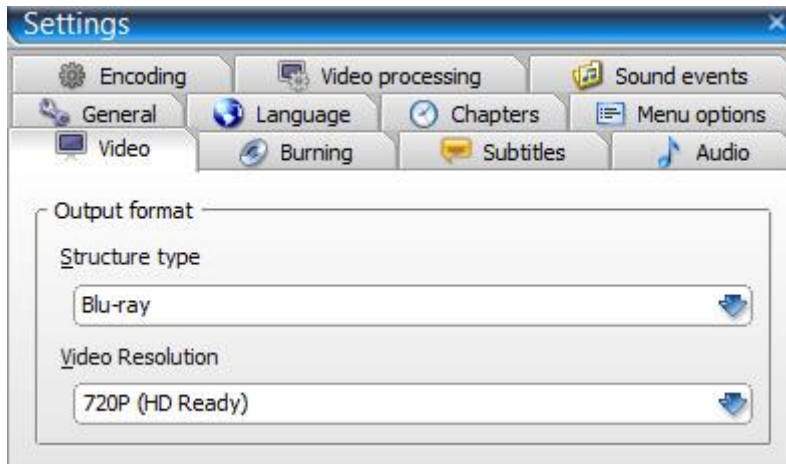 Settings
Encoding Video processing Sound events
General Language Chapters Menu options
Video Burning Subtitles Audio
Output format
Structure type
Blu-ray
Video Resolution
720P (HD Ready)